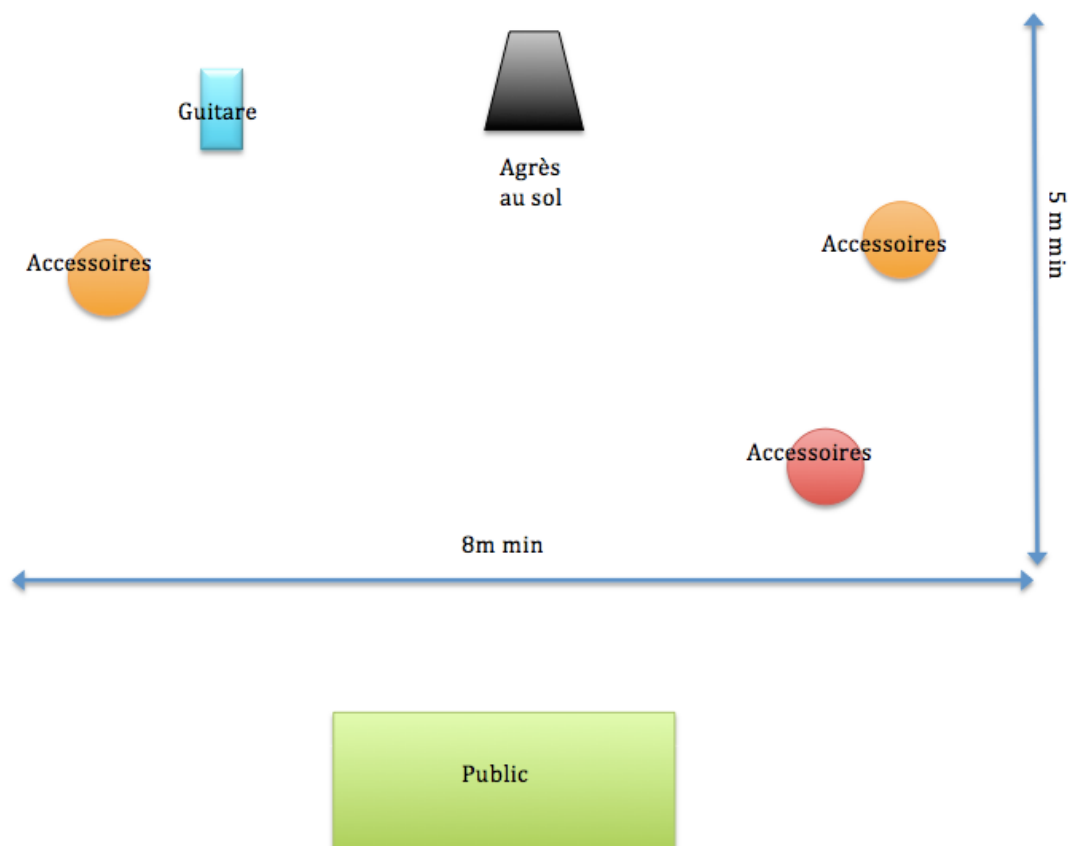 Guitare
Agrès
au sol
5 m min
Accessoires
Accessoires
Accessoires
8m min
Public